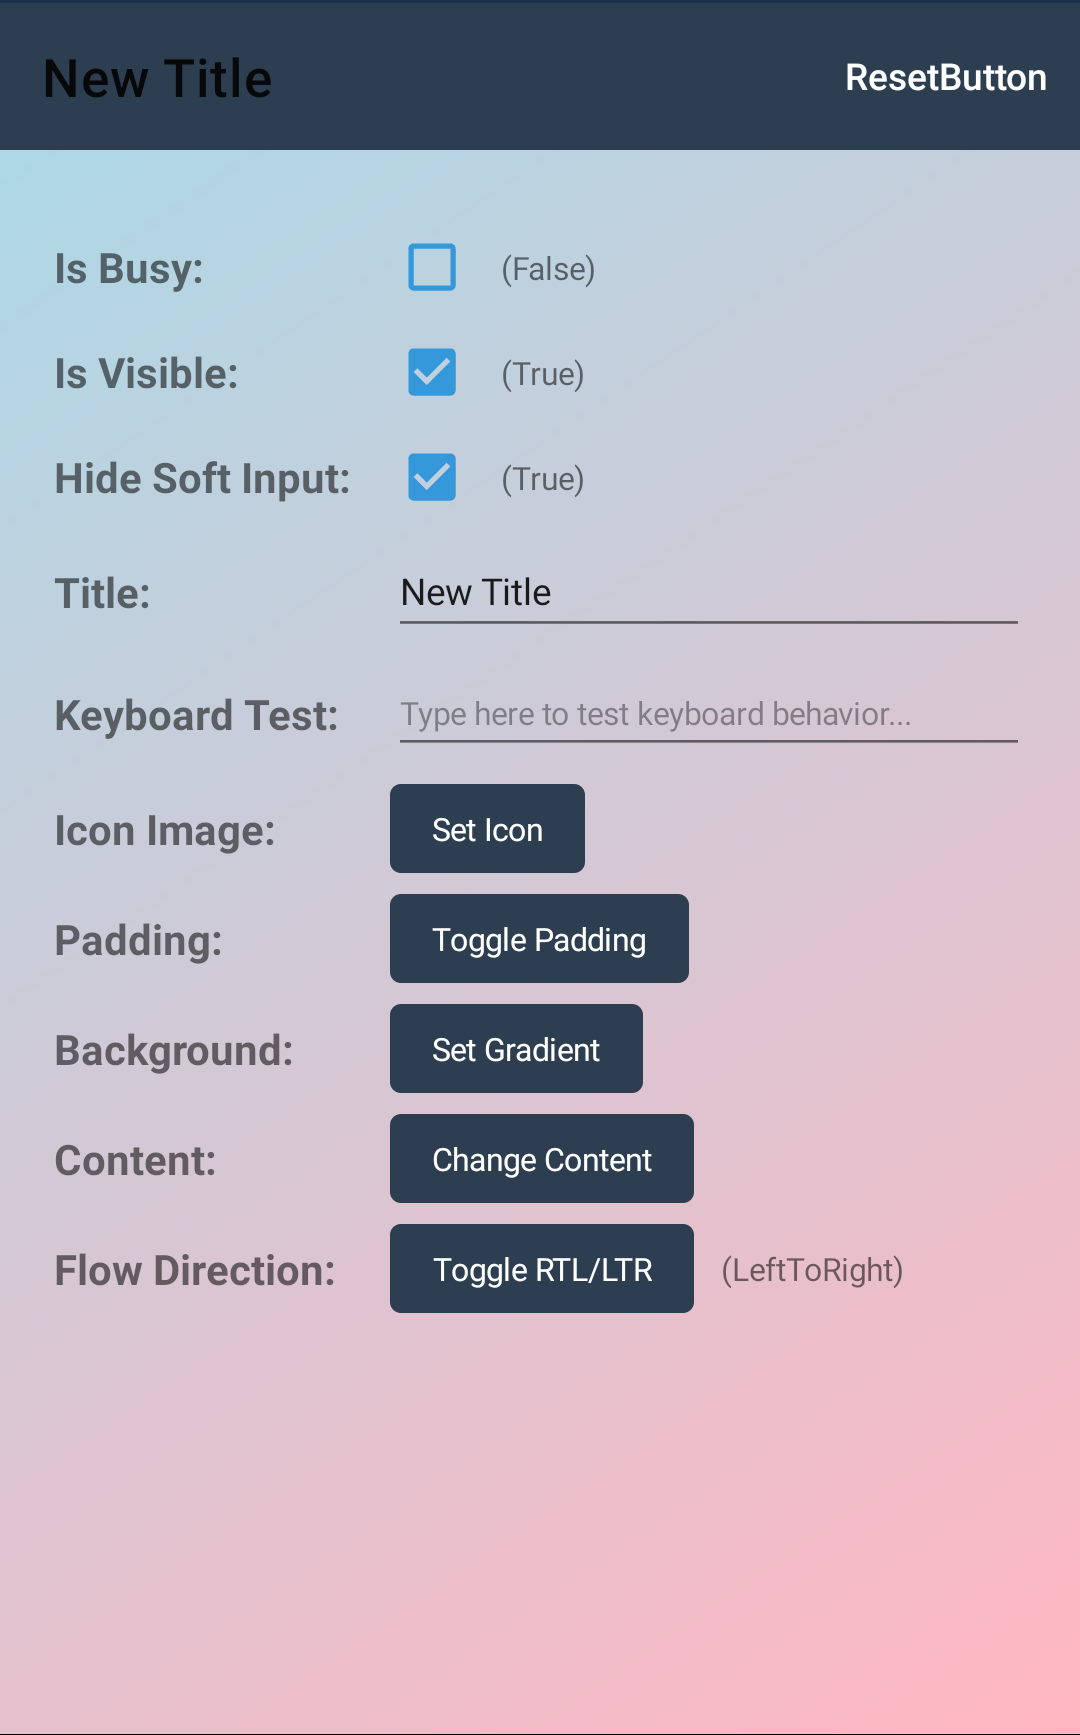 New Title ResetButton
Is Busy: (False)
Is Visible: (True)
Hide Soft Input: (True)
Title: New Title
Keyboard Test: Type here to test keyboard behavior...
Icon Image: Set Icon
Padding: Toggle Padding
Background: Set Gradient
Content: Change Content
Flow Direction: Toggle RTL/LTR (LeftToRight)